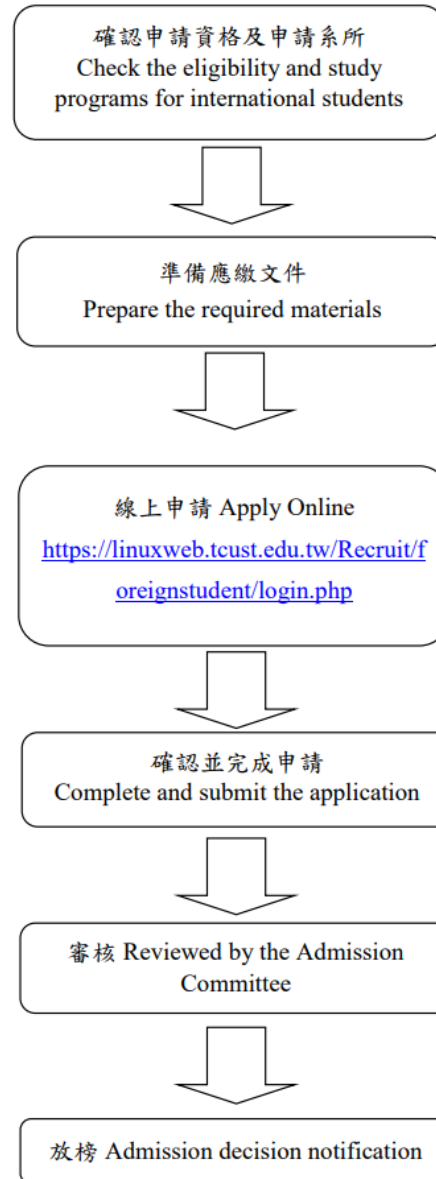 確認申請資格及申請系所
Check the eligibility and study
programs for international students
準備應繳文件
Prepare the required materials
線上申請 Apply Online
https://linuxweb.tcust.edu.tw/Recruit/f
oreignstudent/login.php
確認並完成申請
Complete and submit the application
審核 Reviewed by the Admission
Committee
放榜 Admission decision notification